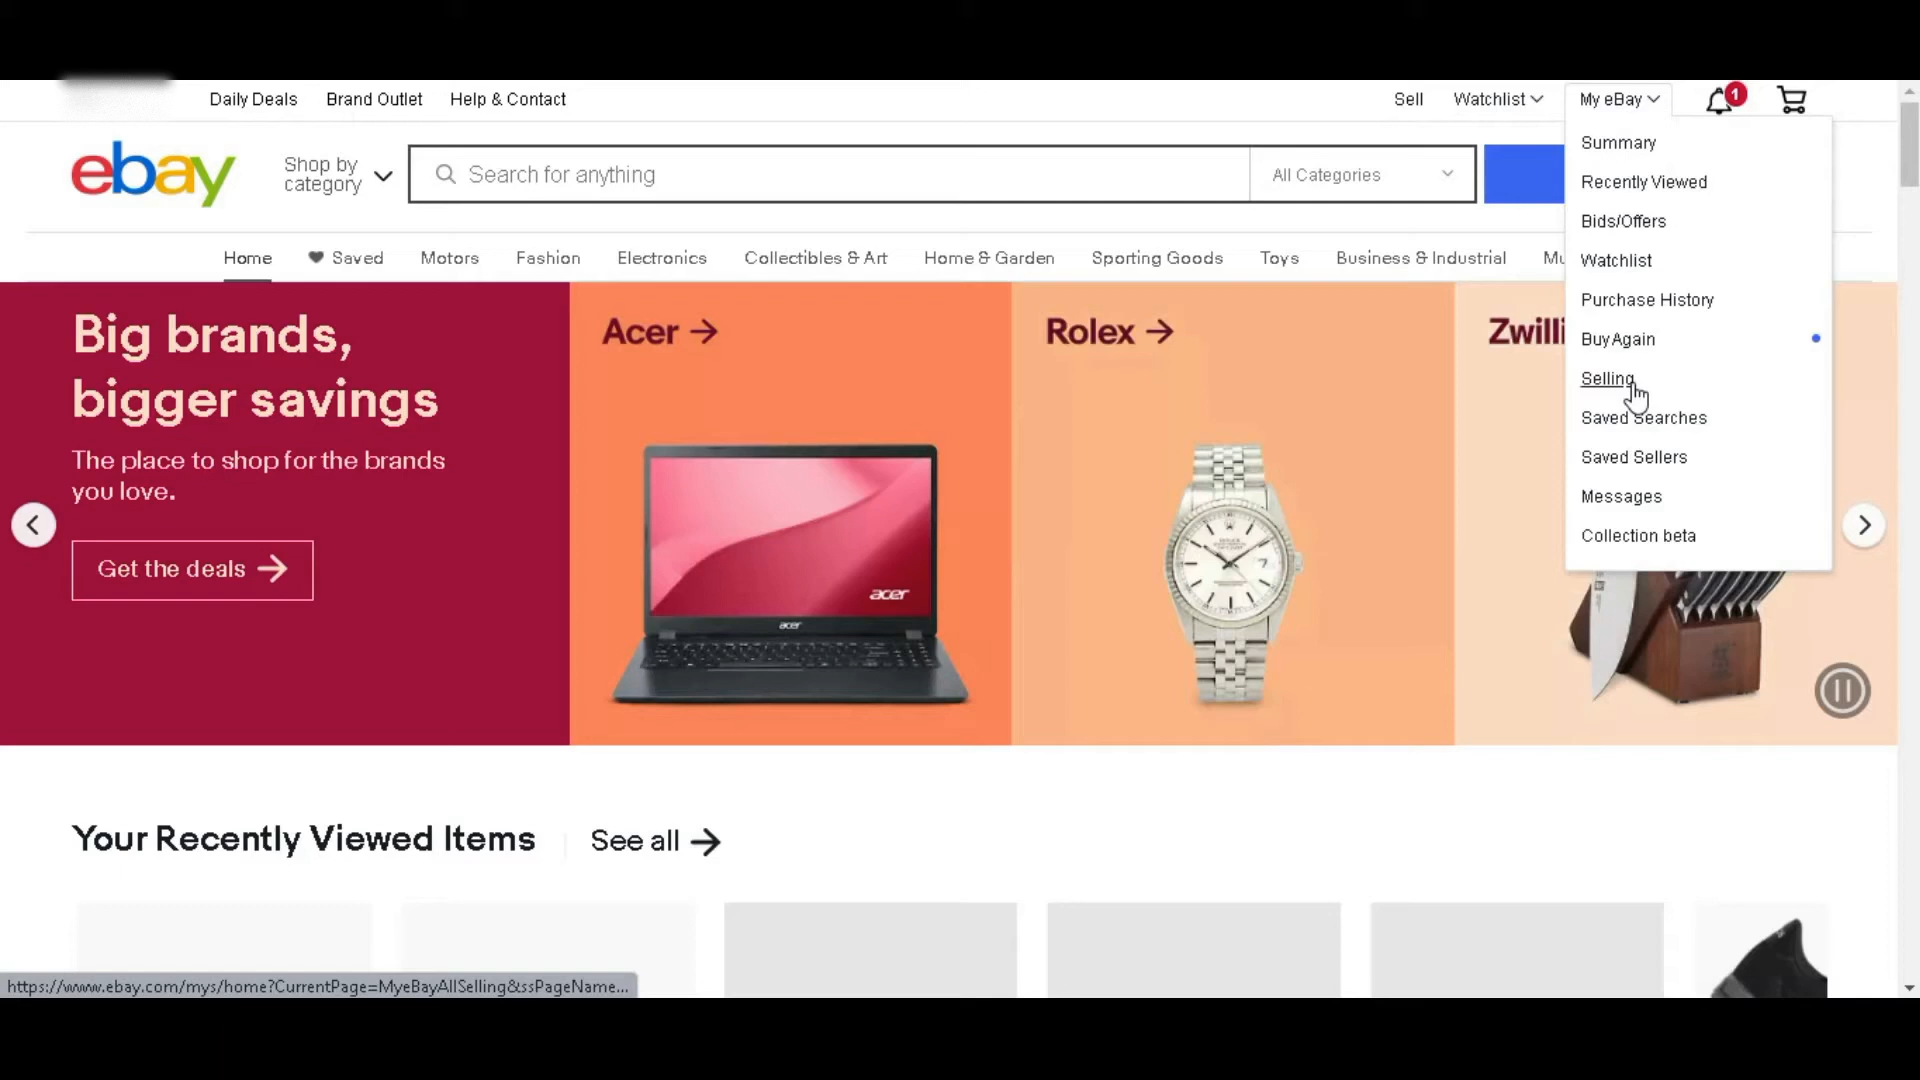 Daily Deals
Brand Outlet
Help & Contact
Sell
Watchlist
My eBay
1
ebay
Shop by
category
Search for anything
All Categories
Summary
Recently Viewed
Bids/Offers
Watchlist
Purchase History
Buy Again
Selling
Saved Searches
Saved Sellers
Messages
Collection beta
Home
Saved
Motors
Fashion
Electronics
Collectibles & Art
Home & Garden
Sporting Goods
Toys
Business & Industrial
Mu
Big brands,
bigger savings
The place to shop for the brands
you love.
Get the deals
Acer
acer
acer
Rolex
Zwilli
Your Recently Viewed Items
See all
https://www.ebay.com/mys/home?CurrentPage=MyeBayAllSelling&ssPageName...